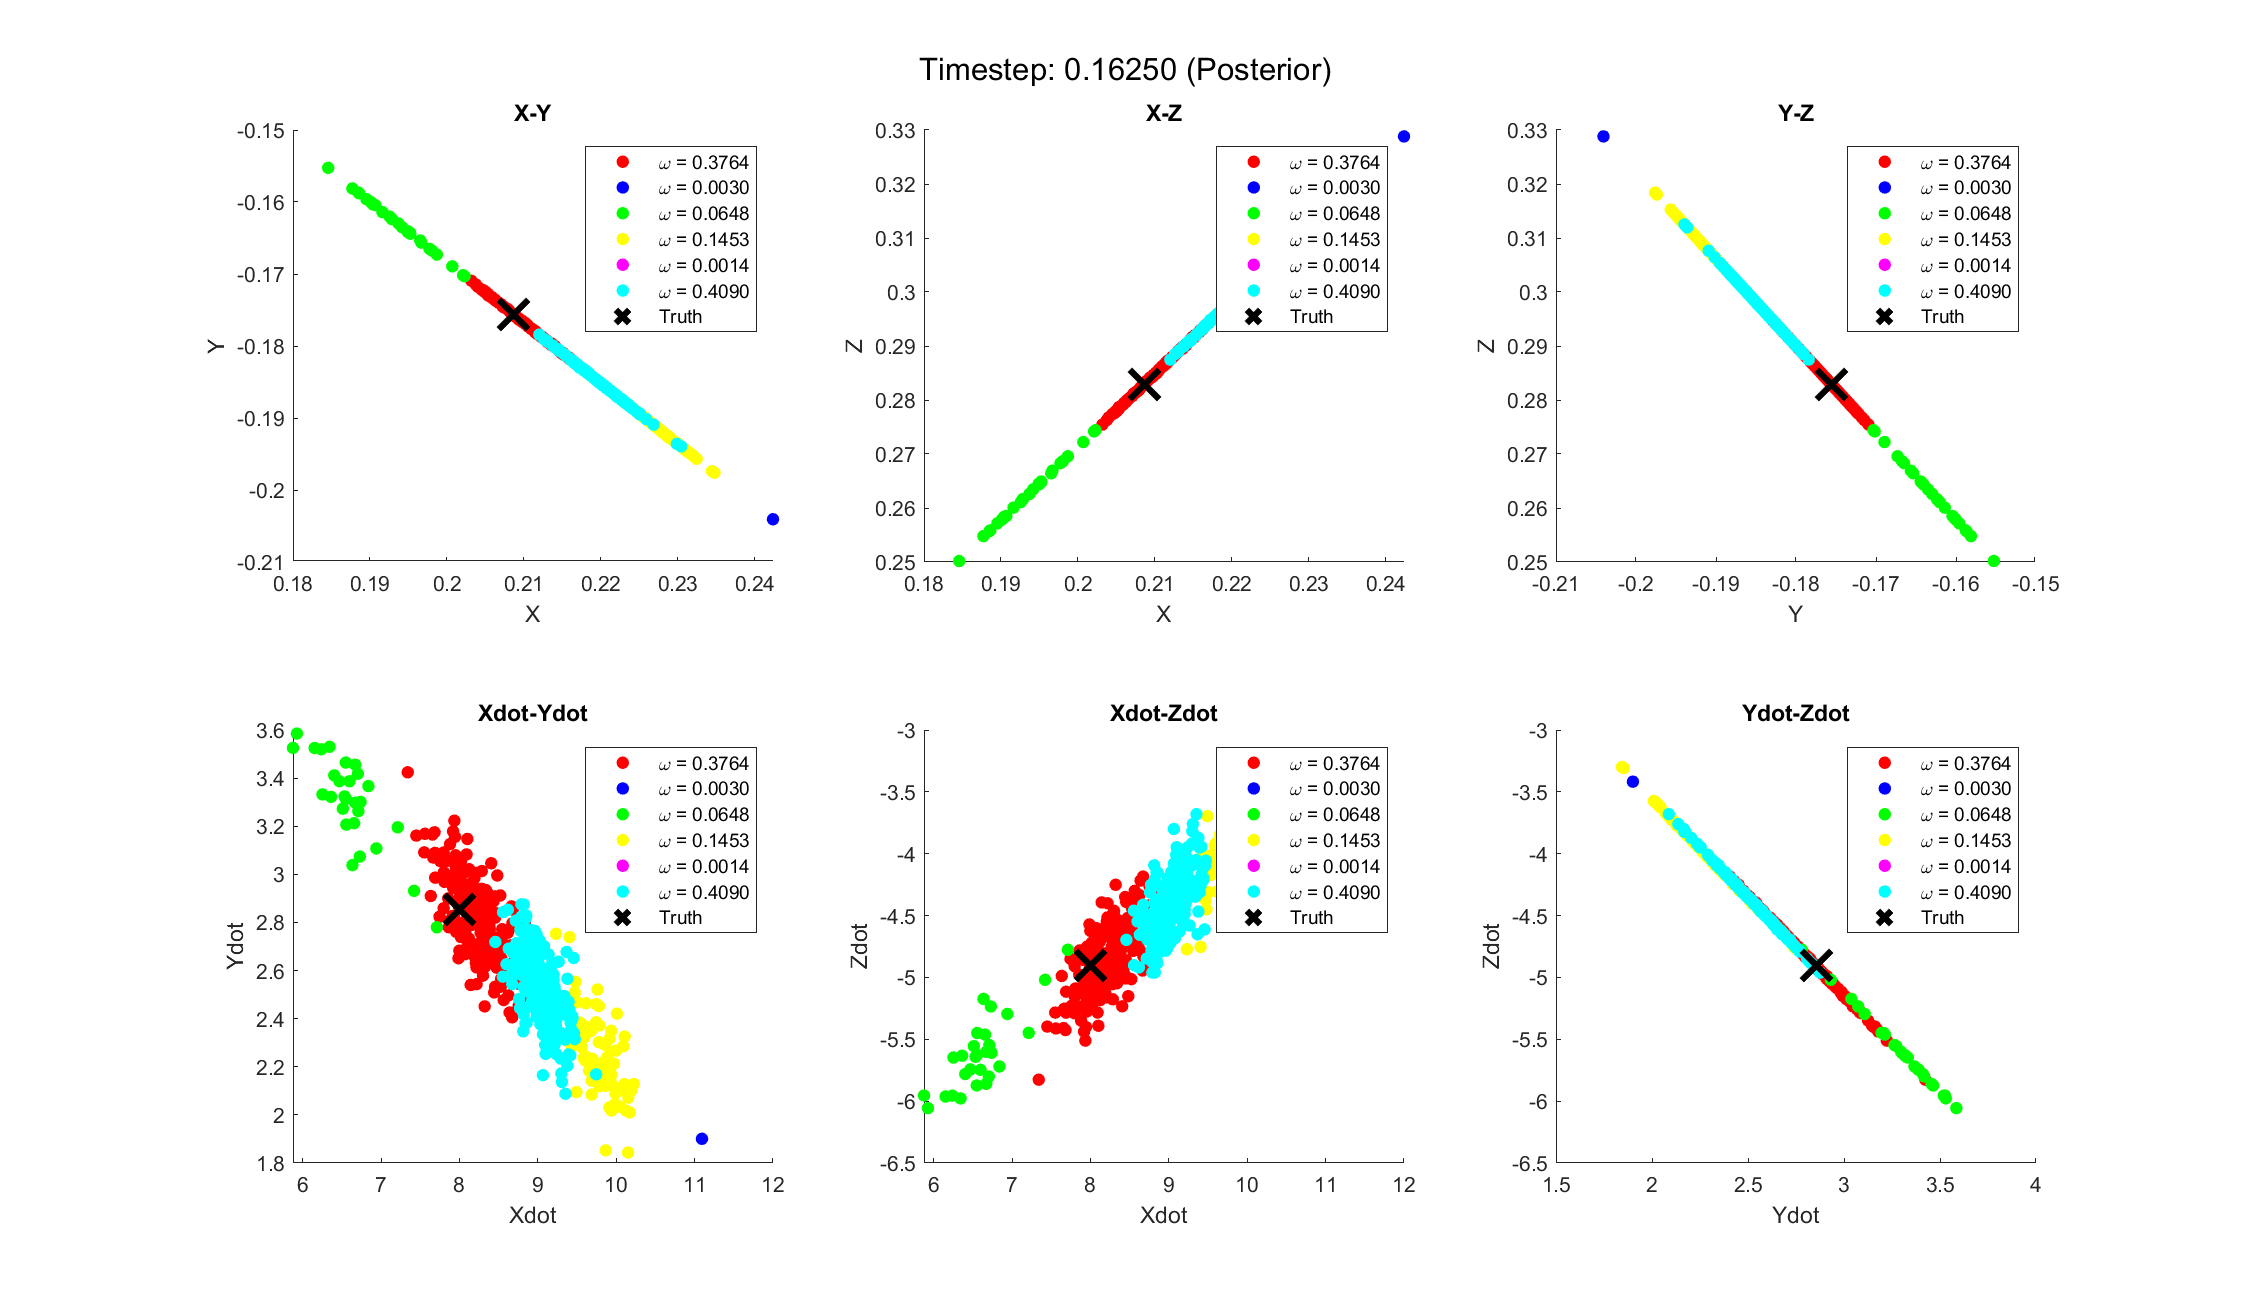 Timestep: 0.16250 (Posterior)
X-Y
-0.15
-0.16
-0.17
-0.18
-0.19
-0.2
-0.21
Y
0.18 0.19 0.2 0.21 0.22 0.23 0.24
X
ω = 0.3764
ω = 0.0030
ω = 0.0648
ω = 0.1453
ω = 0.0014
ω = 0.4090
Truth
X-Z
0.33
0.32
0.31
0.3
0.29
0.28
0.27
0.26
0.25
Z
0.18 0.19 0.2 0.21 0.22 0.23 0.24
X
ω = 0.3764
ω = 0.0030
ω = 0.0648
ω = 0.1453
ω = 0.0014
ω = 0.4090
Truth
Y-Z
0.33
0.32
0.31
0.3
0.29
0.28
0.27
0.26
0.25
Z
-0.21 -0.2 -0.19 -0.18 -0.17 -0.16 -0.15
Y
ω = 0.3764
ω = 0.0030
ω = 0.0648
ω = 0.1453
ω = 0.0014
ω = 0.4090
Truth
Xdot-Ydot
3.6
3.4
3.2
3
2.8
2.6
2.4
2.2
2
1.8
Ydot
6 7 8 9 10 11 12
Xdot
ω = 0.3764
ω = 0.0030
ω = 0.0648
ω = 0.1453
ω = 0.0014
ω = 0.4090
Truth
Xdot-Zdot
-3
-3.5
-4
-4.5
-5
-5.5
-6
-6.5
Zdot
6 7 8 9 10 11 12
Xdot
ω = 0.3764
ω = 0.0030
ω = 0.0648
ω = 0.1453
ω = 0.0014
ω = 0.4090
Truth
Ydot-Zdot
-3
-3.5
-4
-4.5
-5
-5.5
-6
-6.5
Zdot
1.5 2 2.5 3 3.5 4
Ydot
ω = 0.3764
ω = 0.0030
ω = 0.0648
ω = 0.1453
ω = 0.0014
ω = 0.4090
Truth